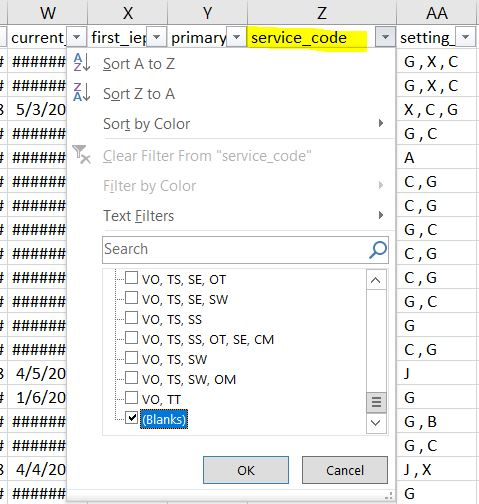 W X Y Z AA
current_ first_iep primary service_code setting_
#######
#######
5/3/20
#######
#######
#######
#######
#######
#######
#######
#######
#######
#######
4/5/20
1/6/20
#######
#######
4/4/20
#######
Sort A to Z
Sort Z to A
Sort by Color
Clear Filter From "service_code"
Filter by Color
Text Filters
Search
VO, TS, SE, OT
VO, TS, SE, SW
VO, TS, SS
VO, TS, SS, OT, SE, CM
VO, TS, SW
VO, TS, SW, OM
VO, TT
(Blanks)
OK Cancel
G , X , C
G , X , C
X , C , G
G , C
A
C , G
C , G
G , X
C , G
C , G
G , C
G
C , G
J
G
G , B
G , C
J , X
G